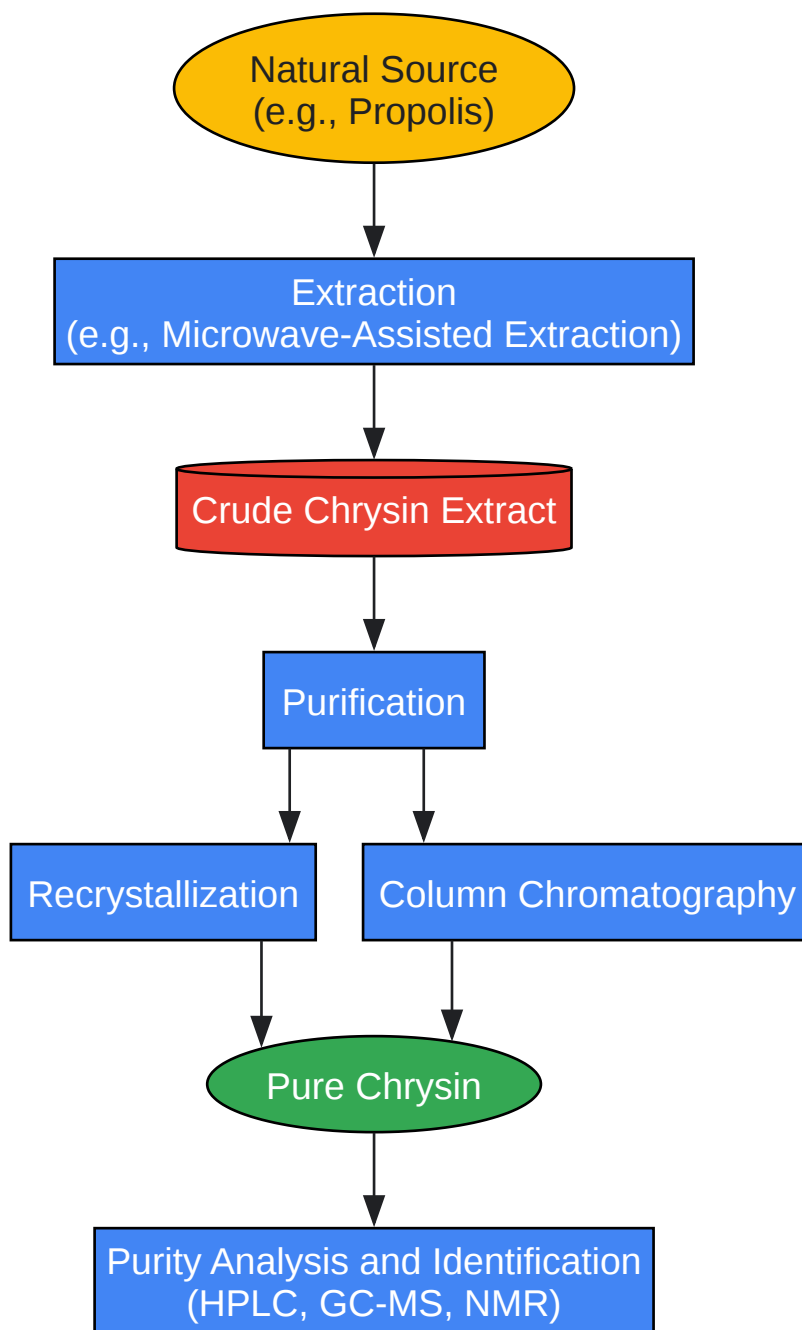 Natural Source
(e.g., Propolis)
Extraction
(e.g., Microwave-Assisted Extraction)
Crude Chrysin Extract
Purification
Recrystallization
Column Chromatography
Pure Chrysin
Purity Analysis and Identification
(HPLC, GC-MS, NMR)